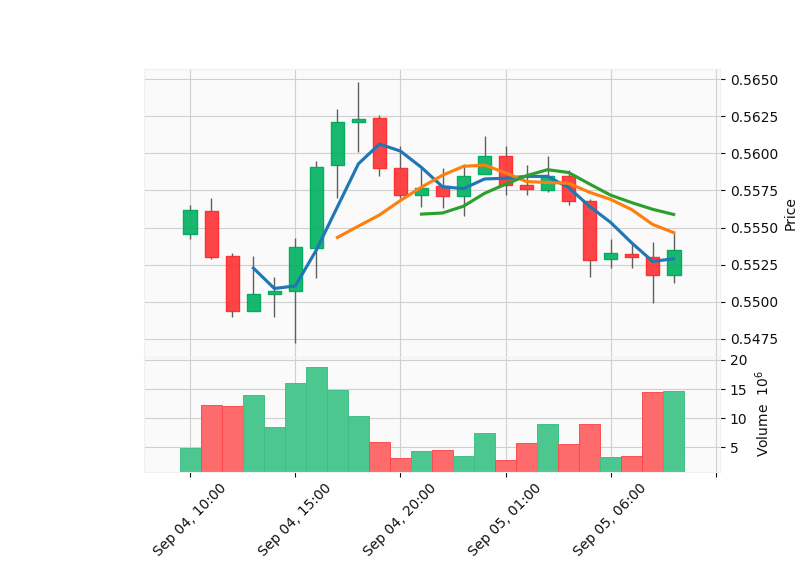 0.5650
0.5625
0.5600
0.5575
0.5550
0.5525
0.5500
0.5475
Price
20
15
10
5
Volume 10^6
Sep 04, 10:00
Sep 04, 15:00
Sep 04, 20:00
Sep 05, 01:00
Sep 05, 06:00